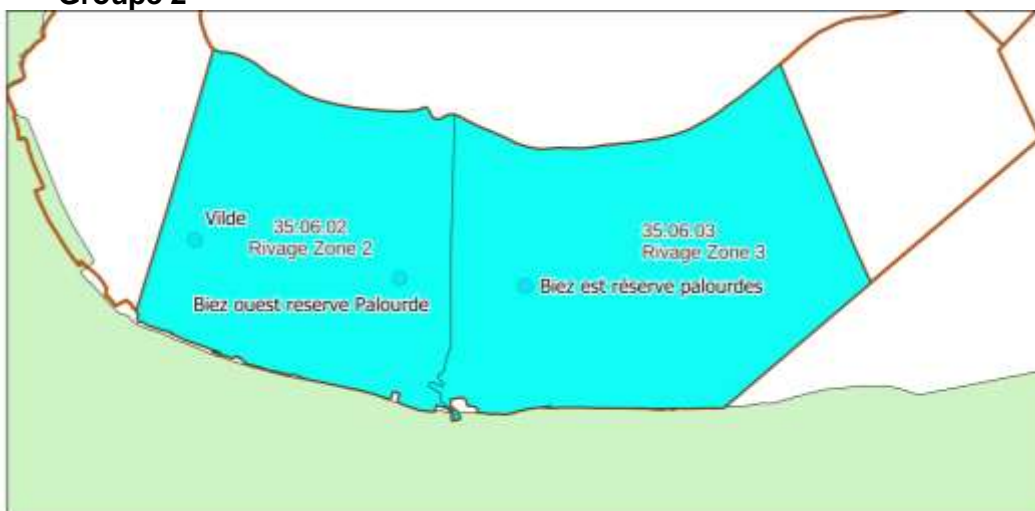 Groupe 2
Vilde
35.06.02
Rivage Zone 2
Biez ouest reserve Palourde
35.06.03
Rivage Zone 3
Biez est réserve palourdes